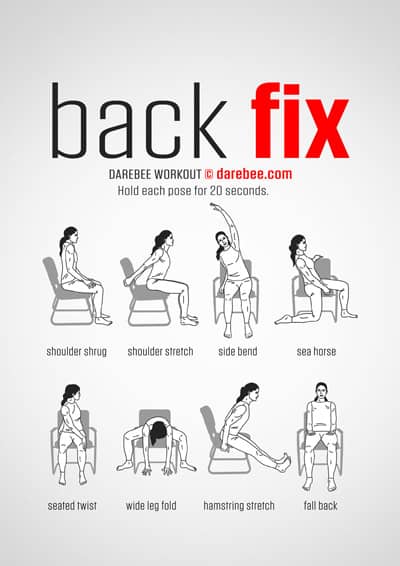 back fix
DAREBEE WORKOUT © darebee.com
Hold each pose for 20 seconds.
shoulder shrug
shoulder stretch
side bend
sea horse
seated twist
wide leg fold
hamstring stretch
fall back